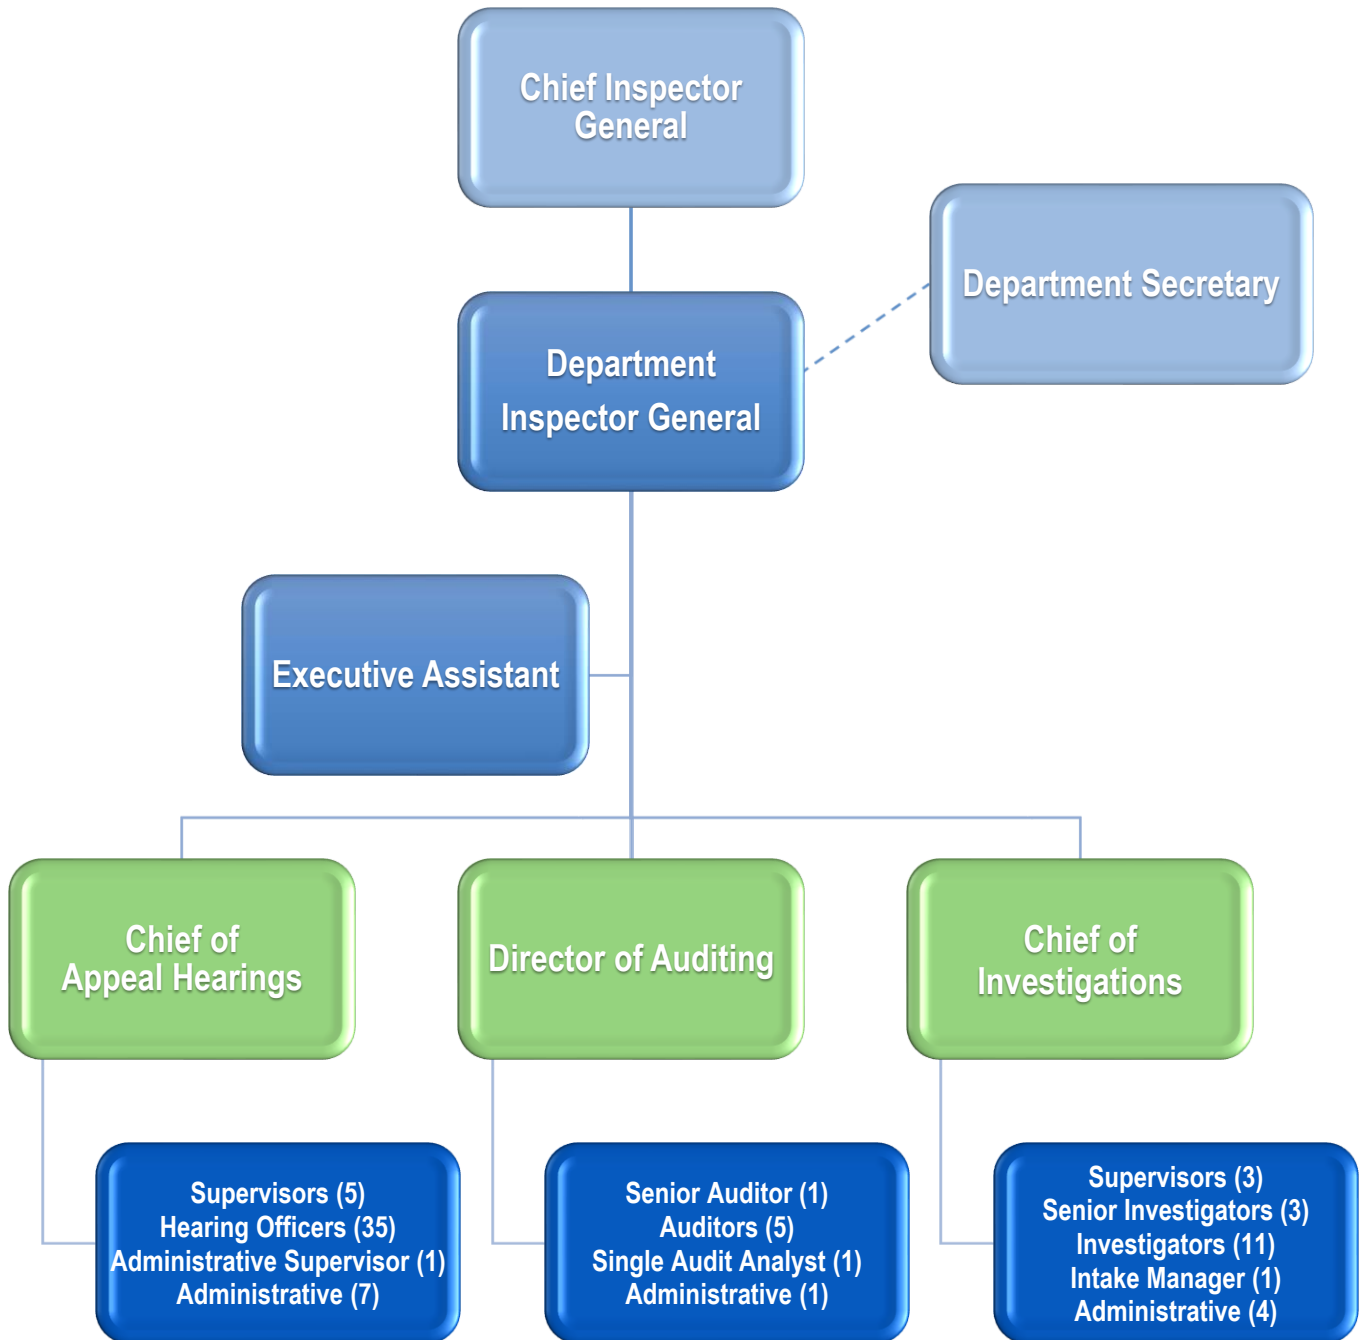 Chief Inspector
General
Department Secretary
Department
Inspector General
Executive Assistant
Chief of
Appeal Hearings
Director of Auditing
Chief of
Investigations
Supervisors (5)
Hearing Officers (35)
Administrative Supervisor (1)
Administrative (7)
Senior Auditor (1)
Auditors (5)
Single Audit Analyst (1)
Administrative (1)
Supervisors (3)
Senior Investigators (3)
Investigators (11)
Intake Manager (1)
Administrative (4)